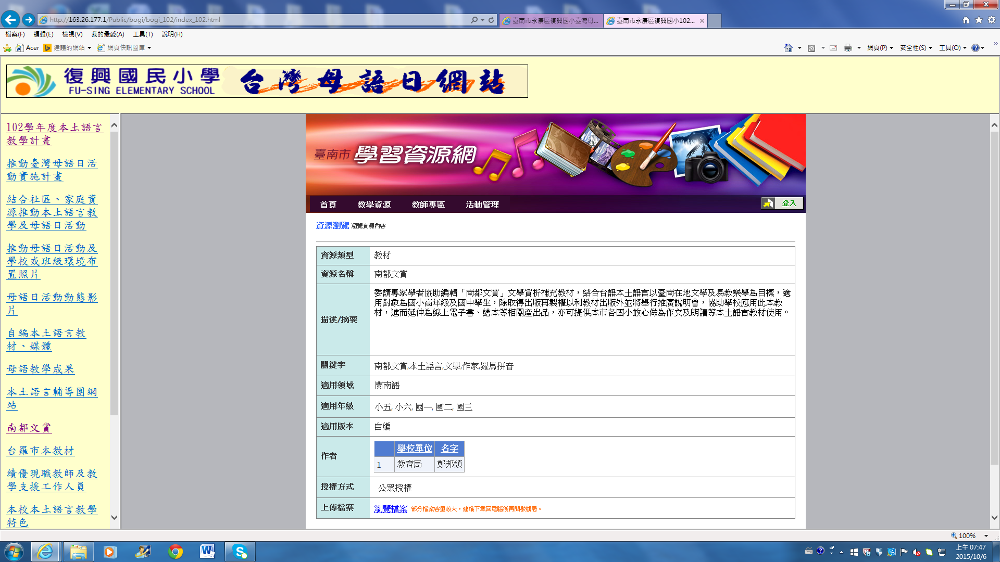 http://163.26.177.1/Public/bogi/bogi_102/index_102.html
臺南市永康區復興國小臺灣母...
臺南市永康區復興國小102...
檔案(F) 編輯(E) 檢視(V) 我的最愛(A) 工具(T) 說明(H)
Acer 建議的網站 網頁快訊圖庫
網頁(P) 安全性(S) 工具(O)
復興國民小學
FU-SING ELEMENTARY SCHOOL
台灣母語日網站
102學年度本土語言
教學計畫
推動臺灣母語日活
動實施計畫
結合社區、家庭資
源推動本土語言教
學及母語日活動
推動母語日活動及
學校或班級環境布
置照片
母語日活動動態影
片
自編本土語言教
材、媒體
母語教學成果
本土語言輔導團網
站
南都文賞
台羅市本教材
績優現職教師及教
學支援工作人員
本校本土語言教學
特色
臺南市 學習資源網
首頁 教學資源 教師專區 活動管理
登入
資源瀏覽 瀏覽資源內容
資源類型 教材
資源名稱 南都文賞
描述/摘要
委請專家學者協助編輯「南都文賞」文學賞析補充教材，結合台語本土語言以臺南在地文學及易教樂學為目標，適
用對象為國小高年級及國中學生，除取得出版再製權以利教材出版外並將舉行推廣說明會，協助學校應用此本教
材，進而延伸為線上電子書、繪本等相關產出品，亦可提供本市各國小放心做為作文及朗讀等本土語言教材使用。
關鍵字 南都文賞,本土語言,文學,作家,羅馬拼音
適用領域 閩南語
適用年級 小五, 小六, 國一, 國二, 國三
適用版本 自編
作者
學校單位 名字
1 教育局 鄭邦鎮
授權方式 公眾授權
上傳檔案 瀏覽檔案 部分檔案容量較大，建議下載回電腦後再開啟觀看。
100%
上午 07:47
2015/10/6